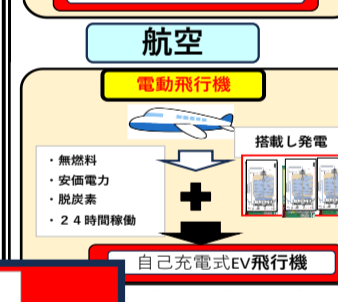 航空
電動飛行機
搭載し発電
・無燃料
・安価電力
・脱炭素
・２４時間稼働
自己充電式EV飛行機